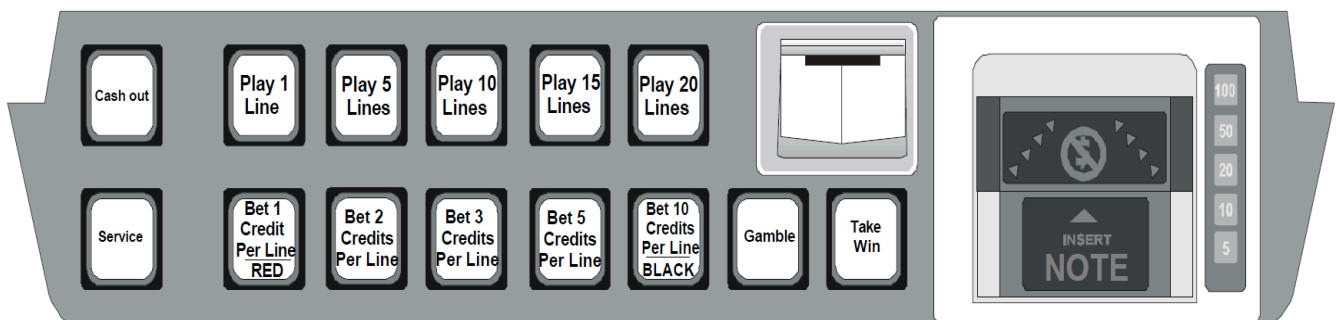 Cash out
Play 1
Line
Play 5
Lines
Play 10
Lines
Play 15
Lines
Play 20
Lines
Service
Bet 1
Credit
Per Line
RED
Bet 2
Credits
Per Line
Bet 3
Credits
Per Line
Bet 5
Credits
Per Line
Bet 10
Credits
Per Line
BLACK
Gamble
Take
Win
$
INSERT
NOTE
100
50
20
10
5